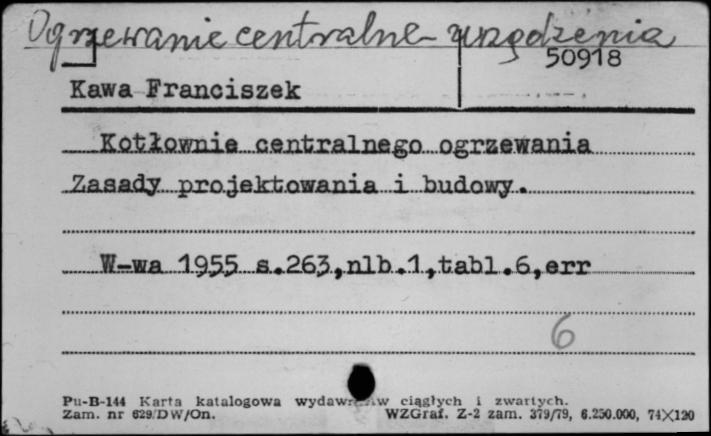 Ogrzewanie centralne - urządzenia
50918
Kawa Franciszek
Kotłownie centralnego ogrzewania
Zasady projektowania i budowy.
W-wa 1955 s.263,nlb.1,tabl.6,err
6
Pu-B-144 Karta katalogowa ciągłych i zwartych.
Zam. nr 629/DW/On. WZGraf. Z-2 zam. 379/79, 6.250.000, 74X120